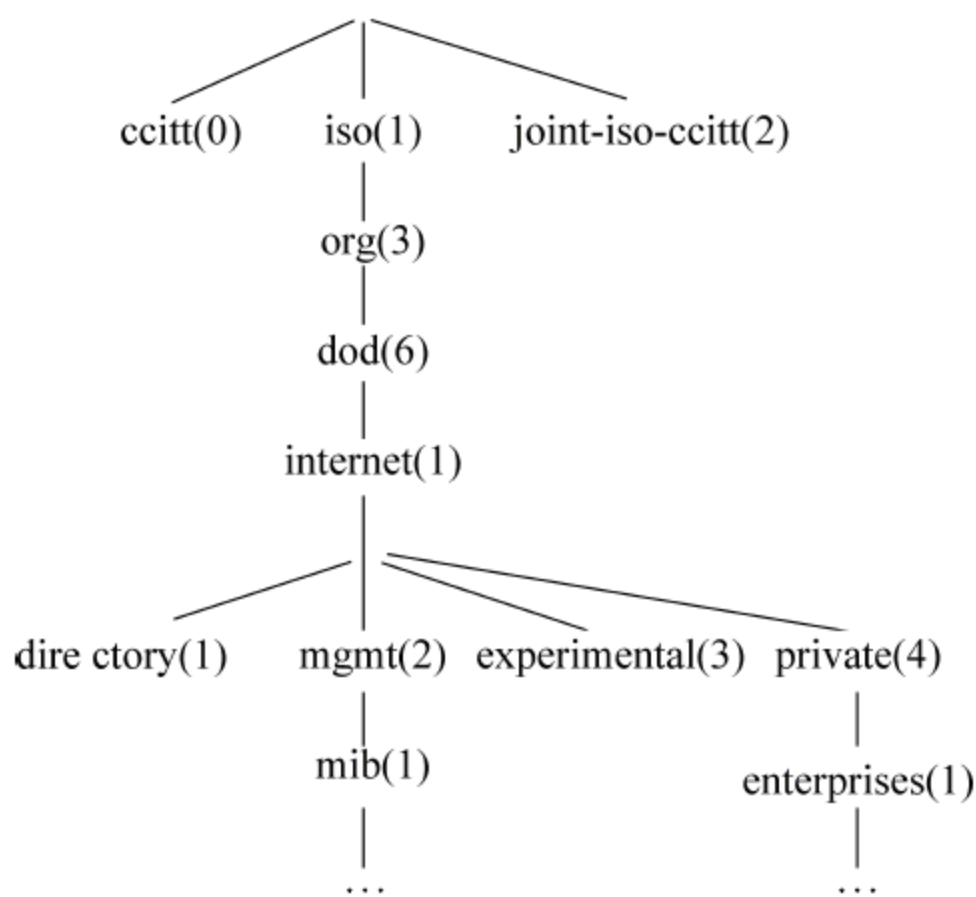 ccitt(0) iso(1) joint-iso-ccitt(2)
org(3)
dod(6)
internet(1)
dire ctory(1) mgmt(2) experimental(3) private(4)
mib(1)
enterprises(1)
... ...